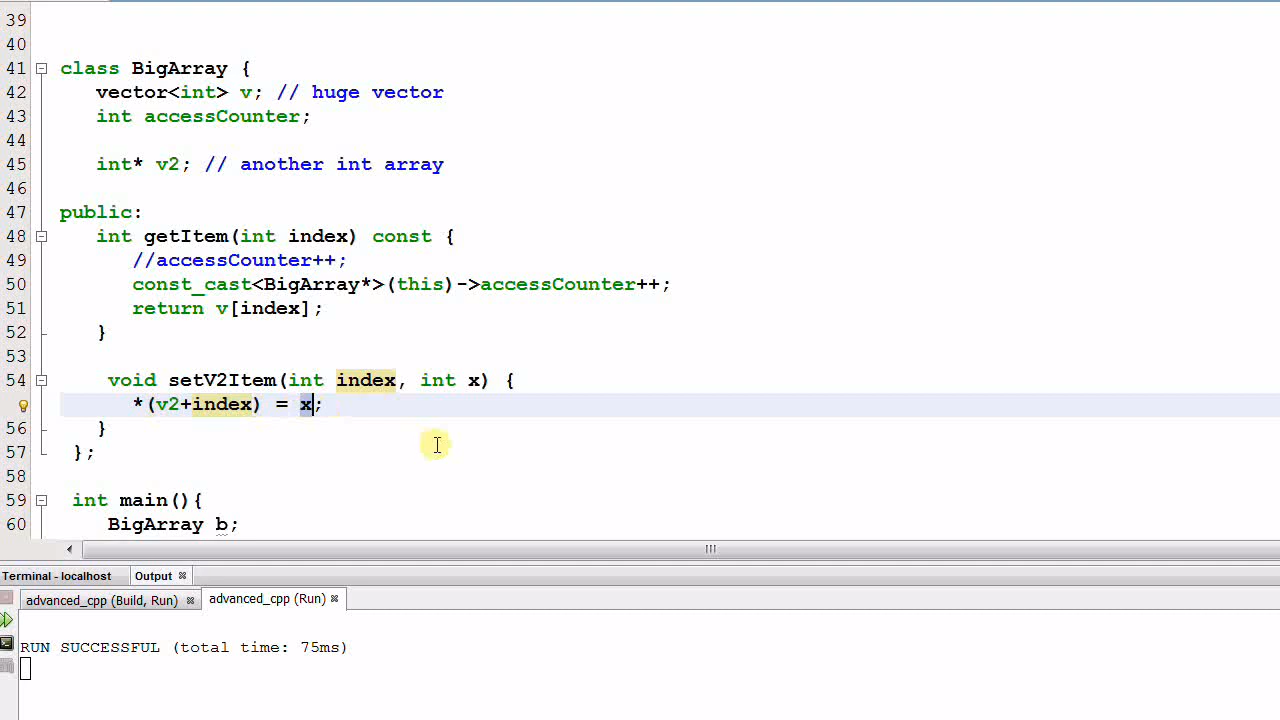 39
40
41 class BigArray {
42 vector<int> v; // huge vector
43 int accessCounter;
44
45 int* v2; // another int array
46
47 public:
48 int getItem(int index) const {
49 //accessCounter++;
50 const_cast<BigArray*>(this)->accessCounter++;
51 return v[index];
52 }
53
54 void setV2Item(int index, int x) {
*(v2+index) = x;
56 }
57 };
58
59 int main(){
60 BigArray b;
Terminal - localhost Output
advanced_cpp (Build, Run) advanced_cpp (Run)
RUN SUCCESSFUL (total time: 75ms)